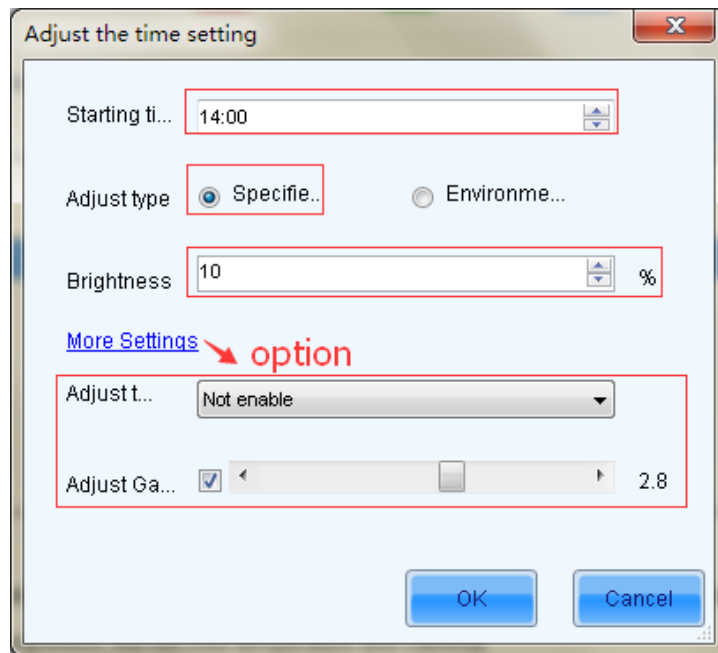 Adjust the time setting
Starting ti... 14:00
Adjust type Specifie.. Environme...
Brightness 10 %
More Settings option
Adjust t... Not enable
Adjust Ga... 2.8
OK Cancel